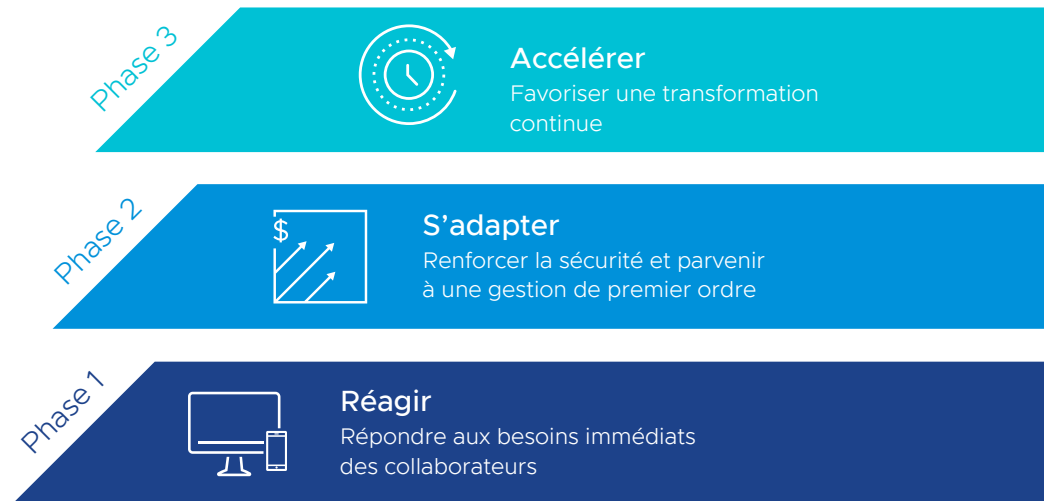 Phase 3
Accélérer
Favoriser une transformation
continue
Phase 2
$
S’adapter
Renforcer la sécurité et parvenir
à une gestion de premier ordre
Phase 1
Réagir
Répondre aux besoins immédiats
des collaborateurs